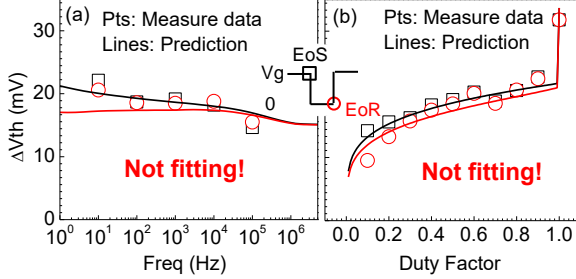 (a) Pts: Measure data
Lines: Prediction
EoS
Vg
0
EoR
Not fitting!
ΔVth (mV)
30
20
10
0
10⁰ 10¹ 10² 10³ 10⁴ 10⁵ 10⁶
Freq (Hz)
(b) Pts: Measure data
Lines: Prediction
Not fitting!
0.0 0.2 0.4 0.6 0.8 1.0
Duty Factor